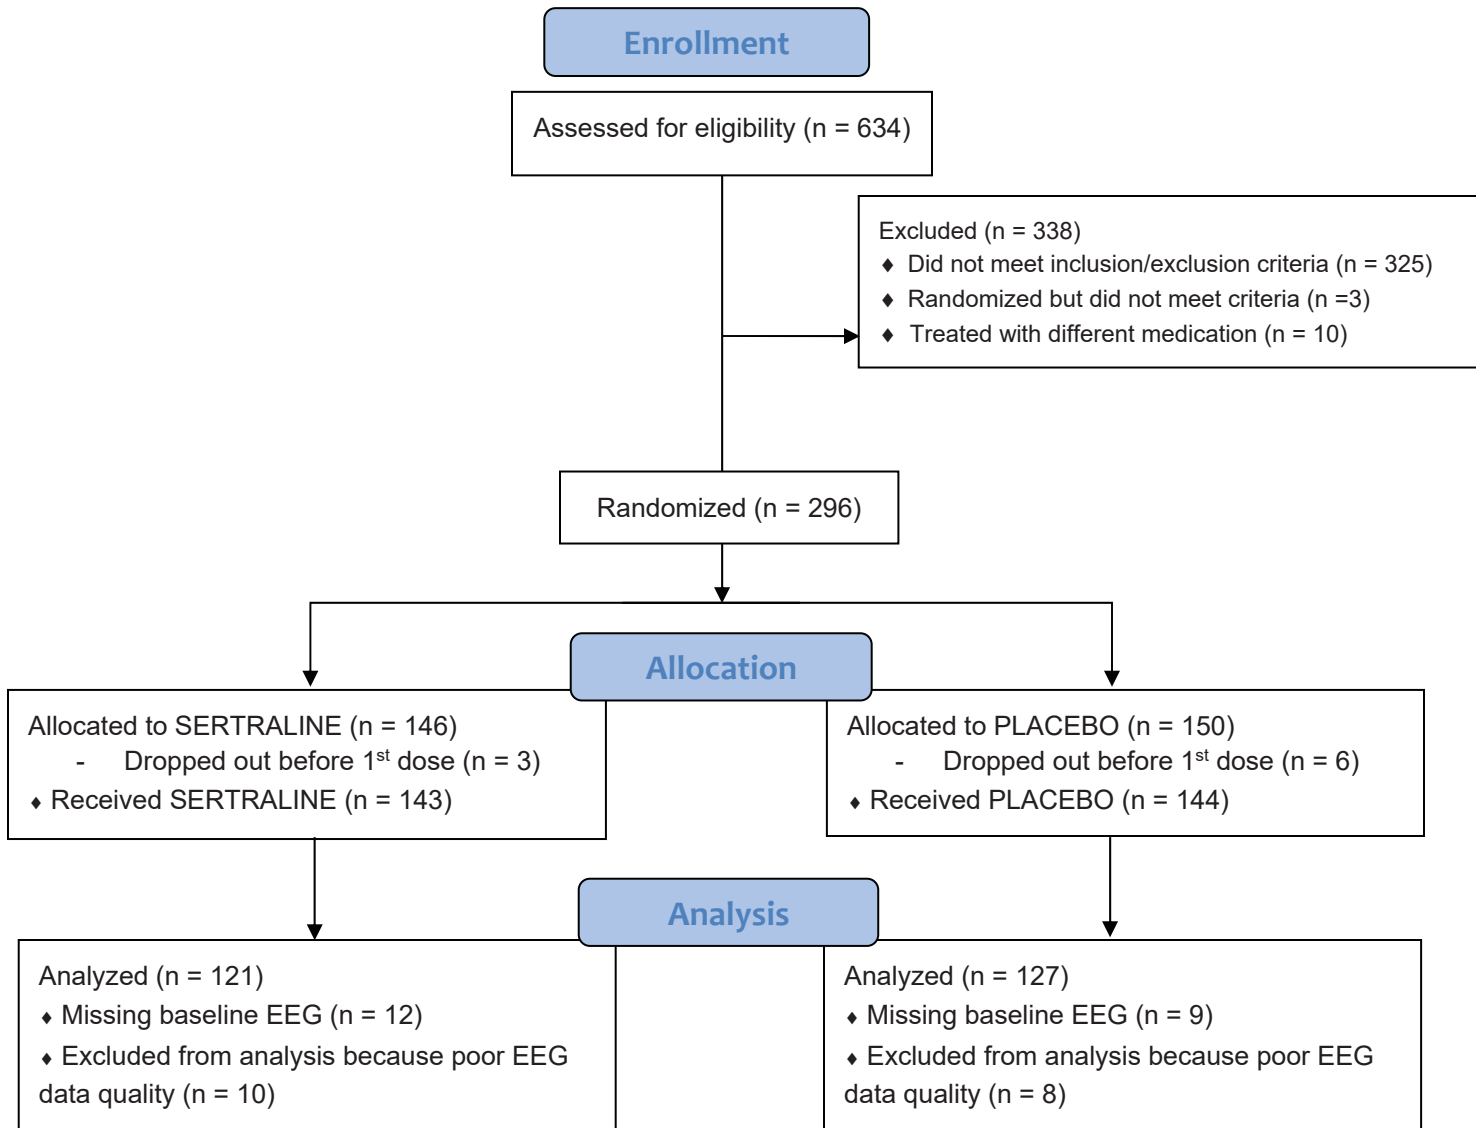 Enrollment
Assessed for eligibility (n = 634)
Excluded (n = 338)
♦ Did not meet inclusion/exclusion criteria (n = 325)
♦ Randomized but did not meet criteria (n =3)
♦ Treated with different medication (n = 10)
Randomized (n = 296)
Allocation
Allocated to SERTRALINE (n = 146)
- Dropped out before 1st dose (n = 3)
♦ Received SERTRALINE (n = 143)
Allocated to PLACEBO (n = 150)
- Dropped out before 1st dose (n = 6)
♦ Received PLACEBO (n = 144)
Analysis
Analyzed (n = 121)
♦ Missing baseline EEG (n = 12)
♦ Excluded from analysis because poor EEG
data quality (n = 10)
Analyzed (n = 127)
♦ Missing baseline EEG (n = 9)
♦ Excluded from analysis because poor EEG
data quality (n = 8)